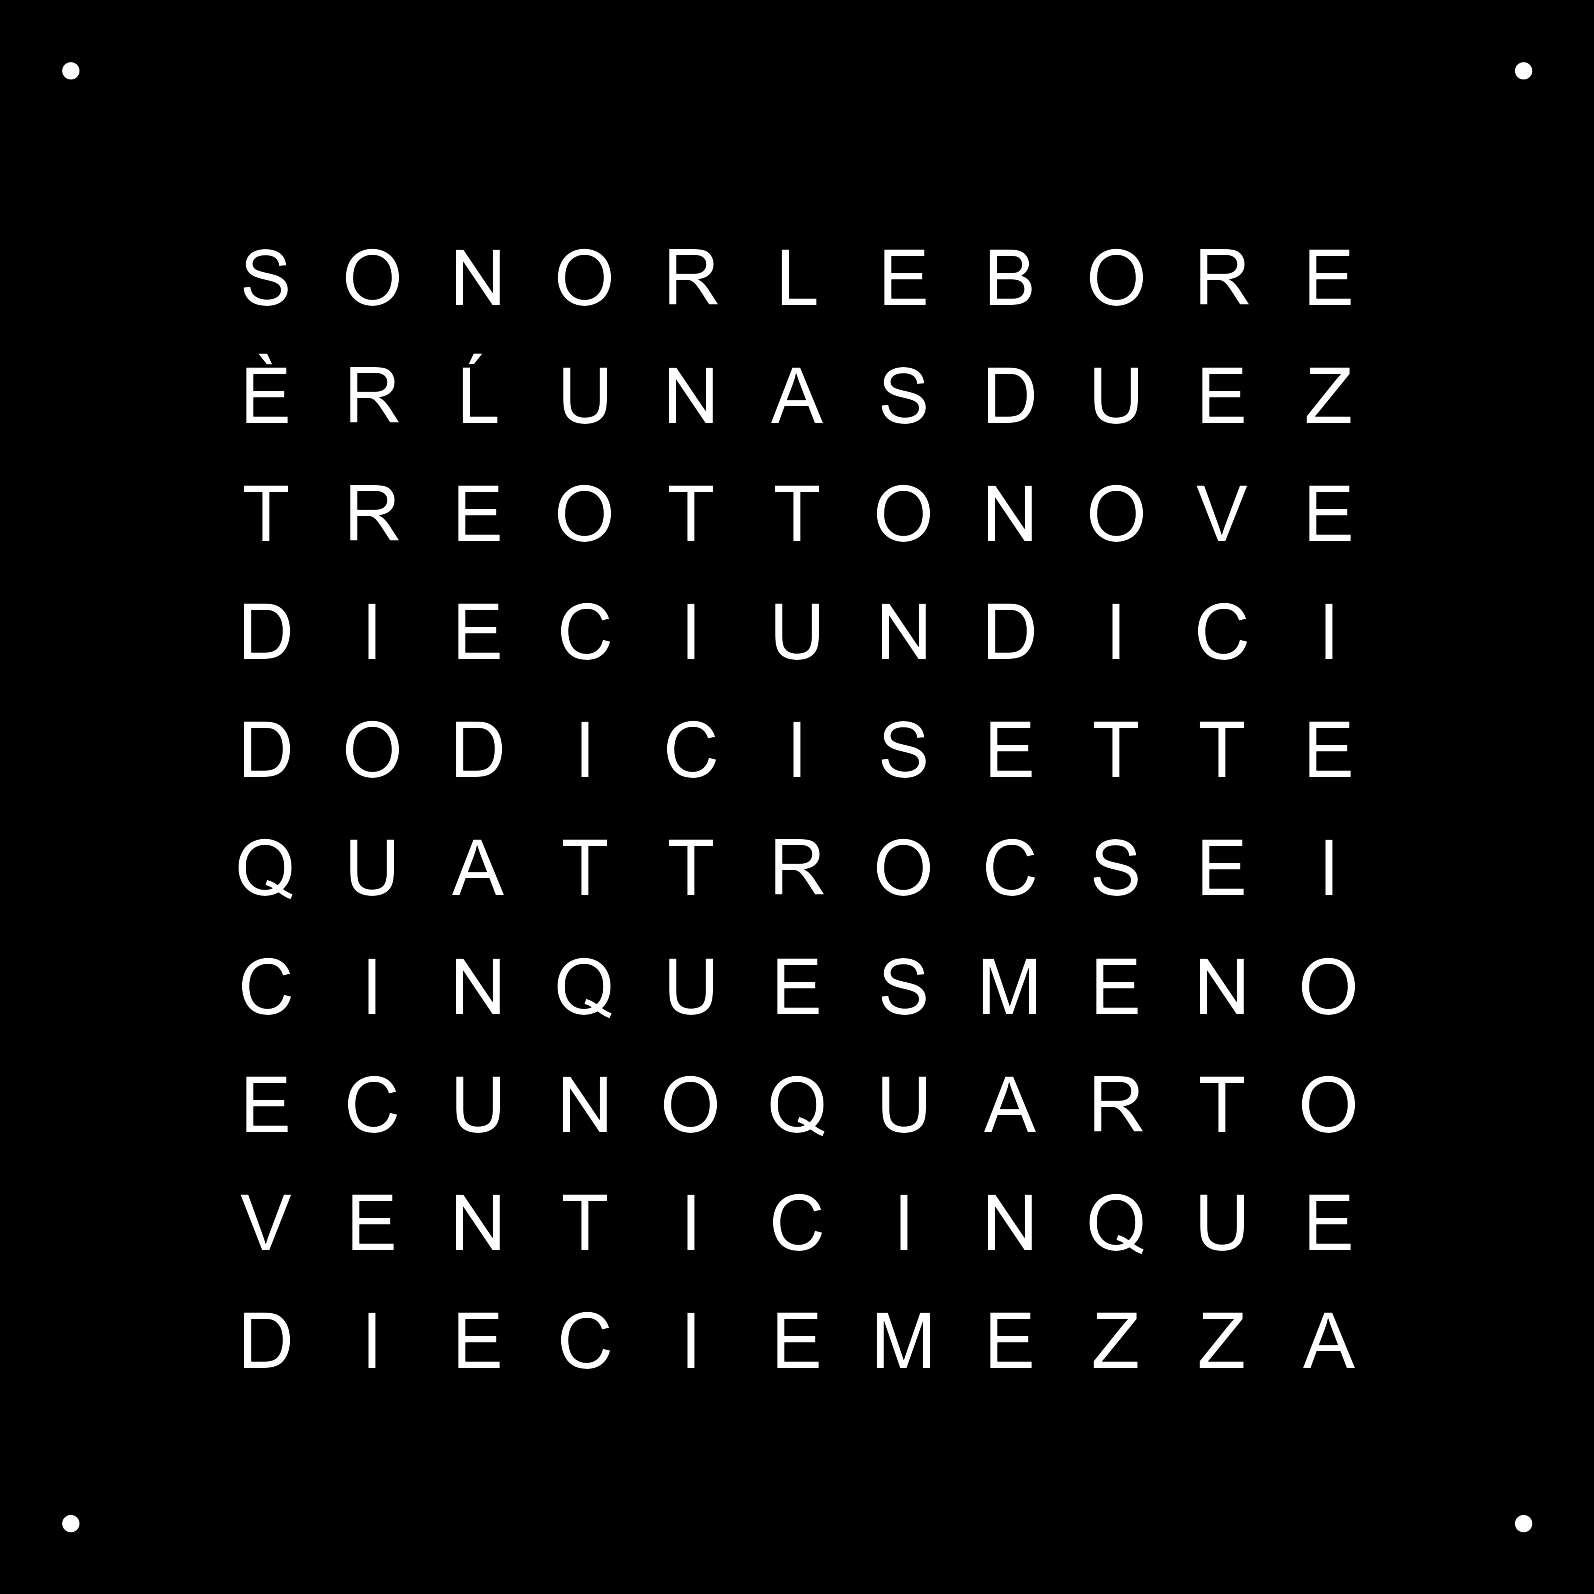 SONORLEBORE
ÈRĹUNASDUEZ
TREOTTONOVE
DIECIUNDICI
DODICISETTE
QUATTROCSEI
CINQUESMENO
ECUNOQUARTO
VENTICINQUE
DIECIEMEZZA